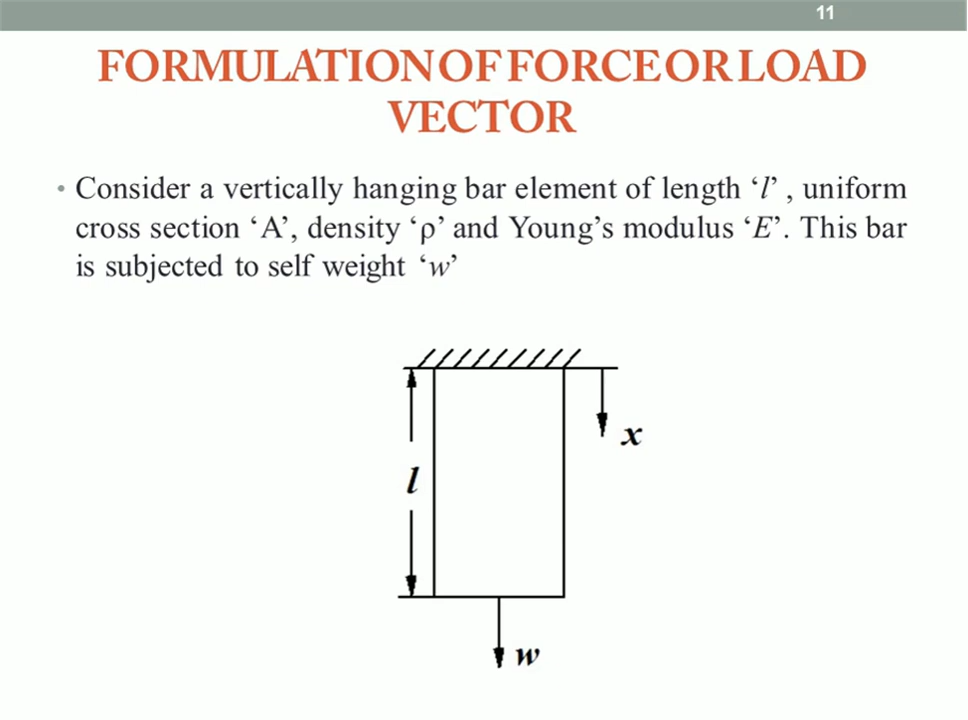 11
FORMULATION OF FORCE OR LOAD
VECTOR
• Consider a vertically hanging bar element of length ‘l’ , uniform
cross section ‘A’, density ‘ρ’ and Young’s modulus ‘E’. This bar
is subjected to self weight ‘w’
x
l
w